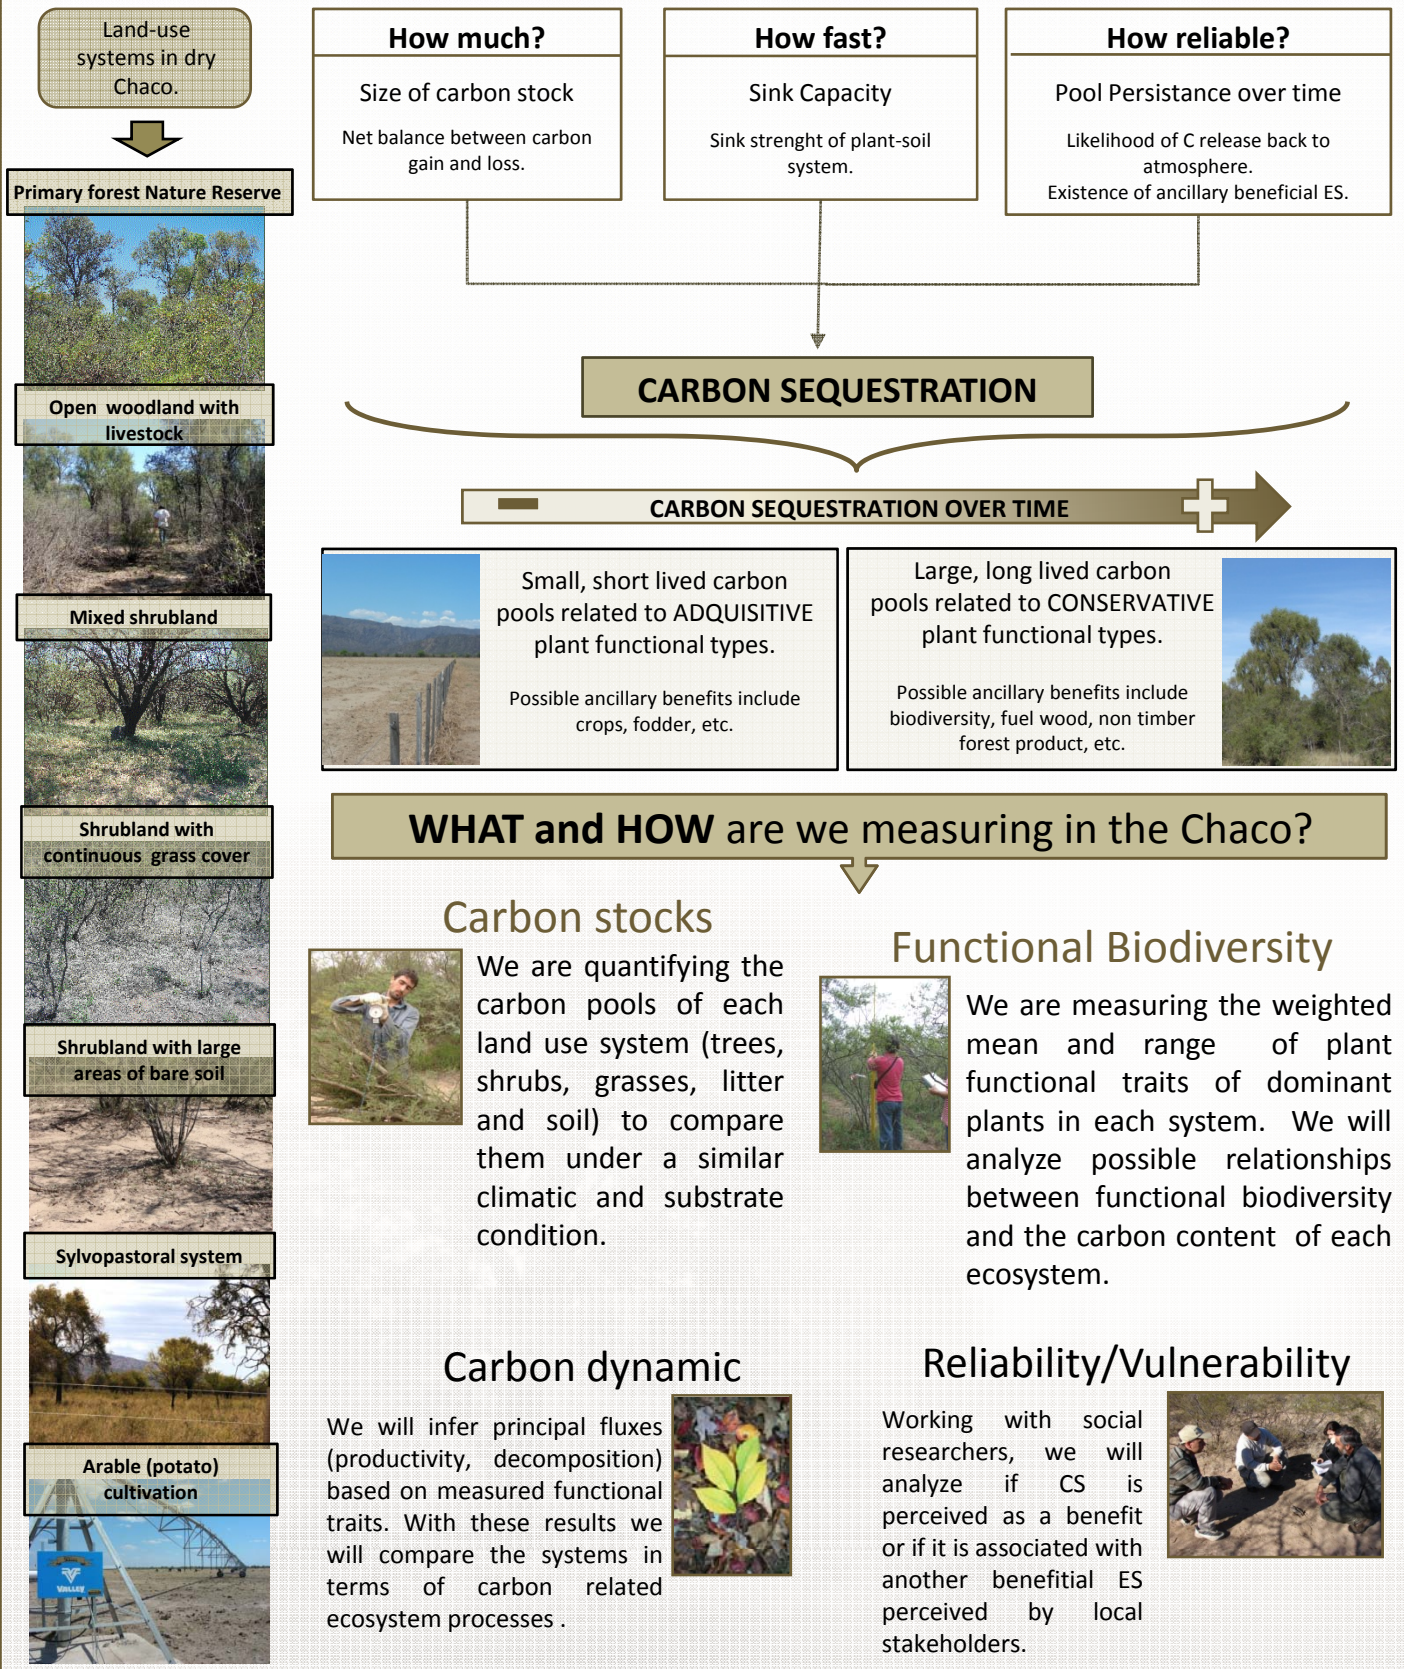 Land-use
systems in dry
Chaco.
Primary forest Nature Reserve
Open woodland with
livestock
Mixed shrubland
Shrubland with
continuous grass cover
Shrubland with large
areas of bare soil
Sylvopastoral system
Arable (potato)
cultivation
VALLEY
How much?
Size of carbon stock
Net balance between carbon
gain and loss.
How fast?
Sink Capacity
Sink strenght of plant-soil
system.
How reliable?
Pool Persistance over time
Likelihood of C release back to
atmosphere.
Existence of ancillary beneficial ES.
CARBON SEQUESTRATION
CARBON SEQUESTRATION OVER TIME
Small, short lived carbon
pools related to ADQUISITIVE
plant functional types.
Possible ancillary benefits include
crops, fodder, etc.
Large, long lived carbon
pools related to CONSERVATIVE
plant functional types.
Possible ancillary benefits include
biodiversity, fuel wood, non timber
forest product, etc.
WHAT and HOW are we measuring in the Chaco?
Carbon stocks
We are quantifying the
carbon pools of each
land use system (trees,
shrubs, grasses, litter
and soil) to compare
them under a similar
climatic and substrate
condition.
Functional Biodiversity
We are measuring the weighted
mean and range of plant
functional traits of dominant
plants in each system. We will
analyze possible relationships
between functional biodiversity
and the carbon content of each
ecosystem.
Carbon dynamic
We will infer principal fluxes
(productivity, decomposition)
based on measured functional
traits. With these results we
will compare the systems in
terms of carbon related
ecosystem processes .
Reliability/Vulnerability
Working with social
researchers, we will
analyze if CS is
perceived as a benefit
or if it is associated with
another benefitial ES
perceived by local
stakeholders.